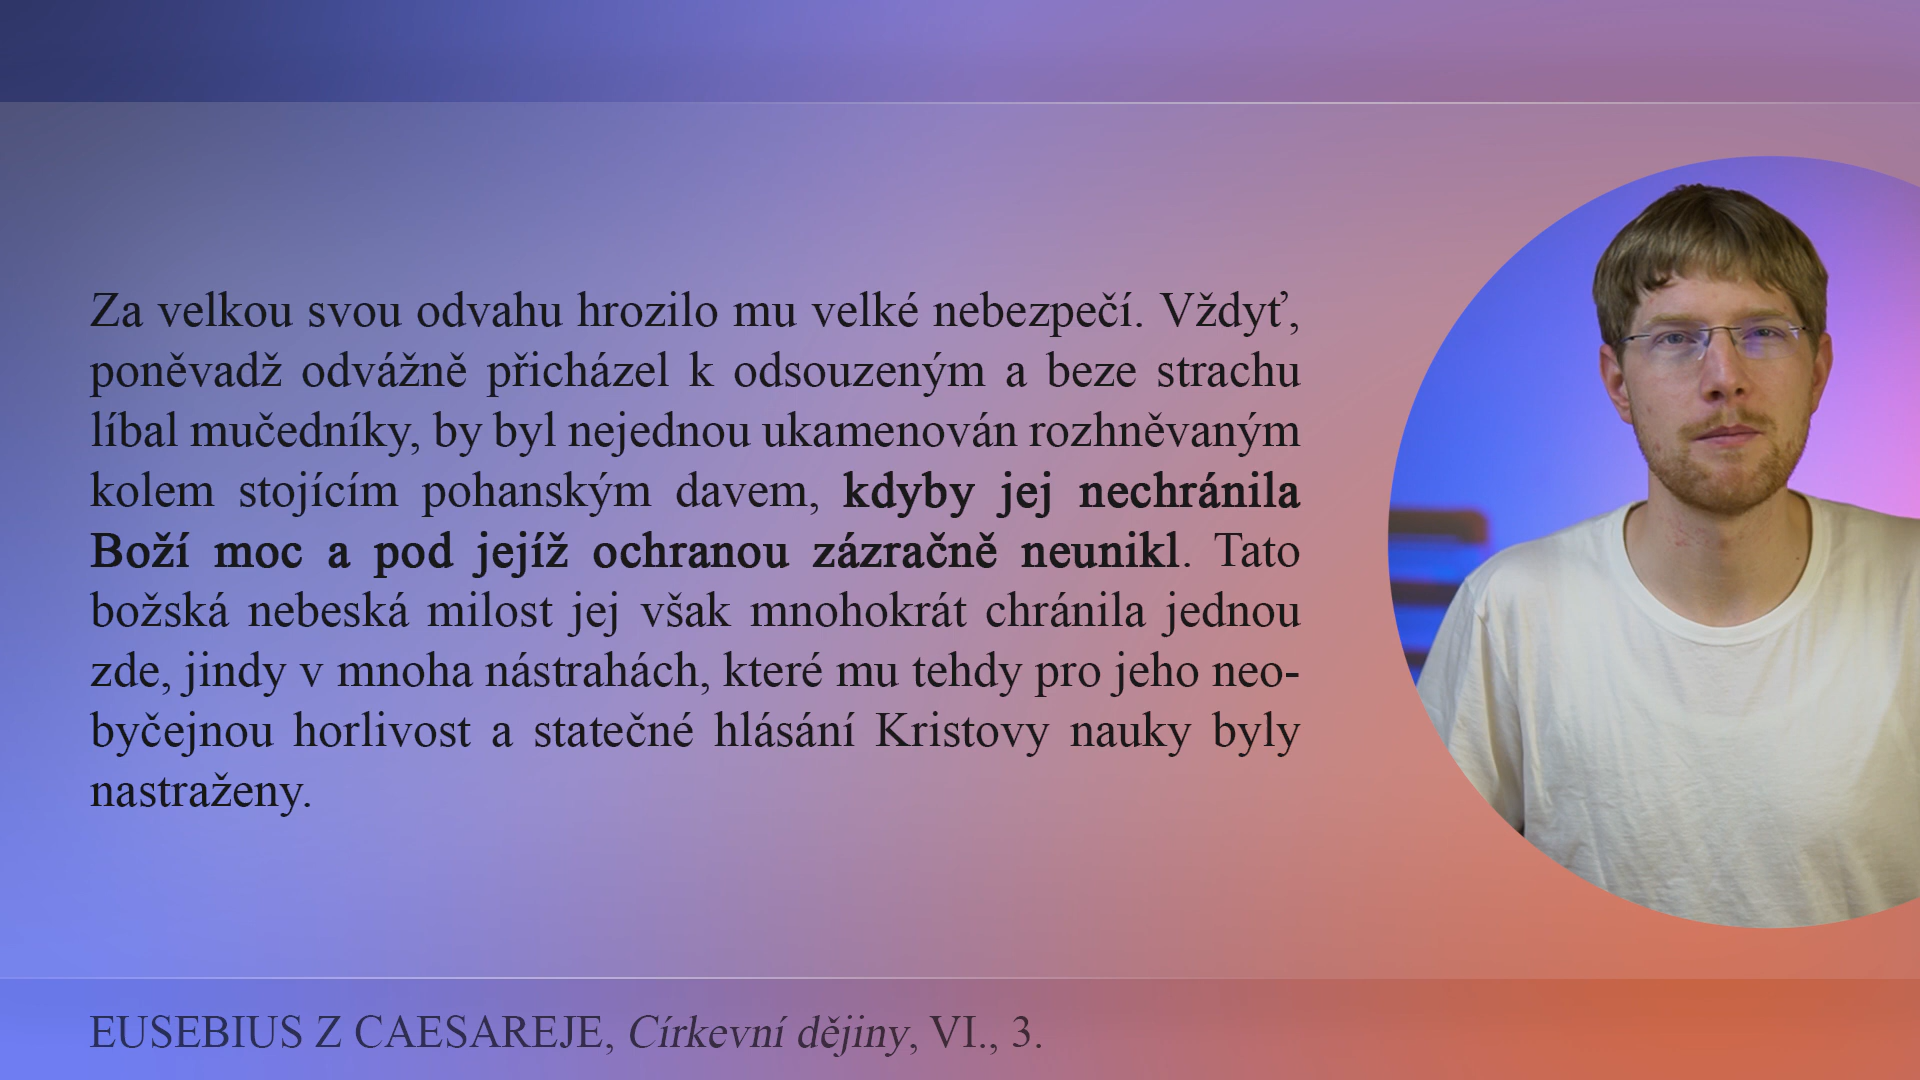 Za velkou svou odvahu hrozilo mu velké nebezpečí. Vždyť,
poněvadž odvážně přicházel k odsouzeným a beze strachu
líbal mučedníky, by byl nejednou ukamenován rozhněvaným
kolem stojícím pohanským davem, kdyby jej nechránila
Boží moc a pod jejíž ochranou zázračně neunikl. Tato
božská nebeská milost jej však mnohokrát chránila jednou
zde, jindy v mnoha nástrahách, které mu tehdy pro jeho neo-
byčejnou horlivost a statečné hlásání Kristovy nauky byly
nastraženy.
EUSEBIUS Z CAESAREJE, Církevní dějiny, VI., 3.